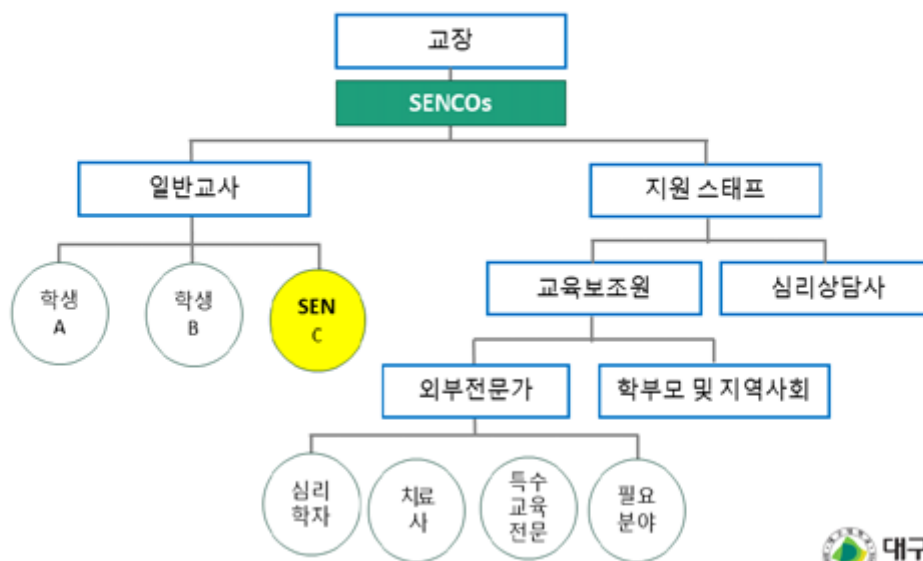 교장
SENCOs
일반교사
지원 스태프
학생
A
학생
B
SEN
C
교육보조원
심리상담사
외부전문가
학부모 및 지역사회
심리
학자
치료
사
특수
교육
전문
필요
분야
대구